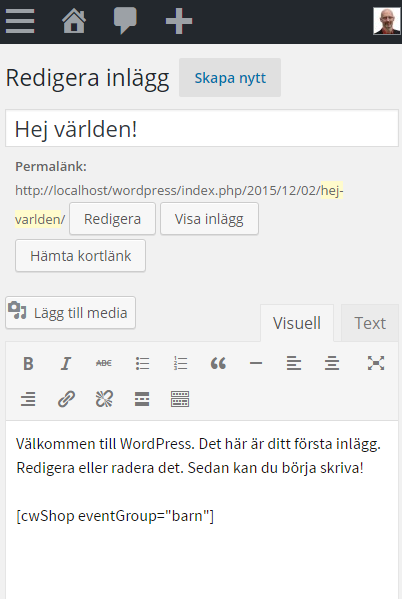 Redigera inlägg Skapa nytt
Hej världen!
Permalänk:
http://localhost/wordpress/index.php/2015/12/02/hej-
varlden/ Redigera Visa inlägg
Hämta kortlänk
Lägg till media
Visuell Text
B I ABC
Välkommen till WordPress. Det här är ditt första inlägg.
Redigera eller radera det. Sedan kan du börja skriva!
[cwShop eventGroup="barn"]